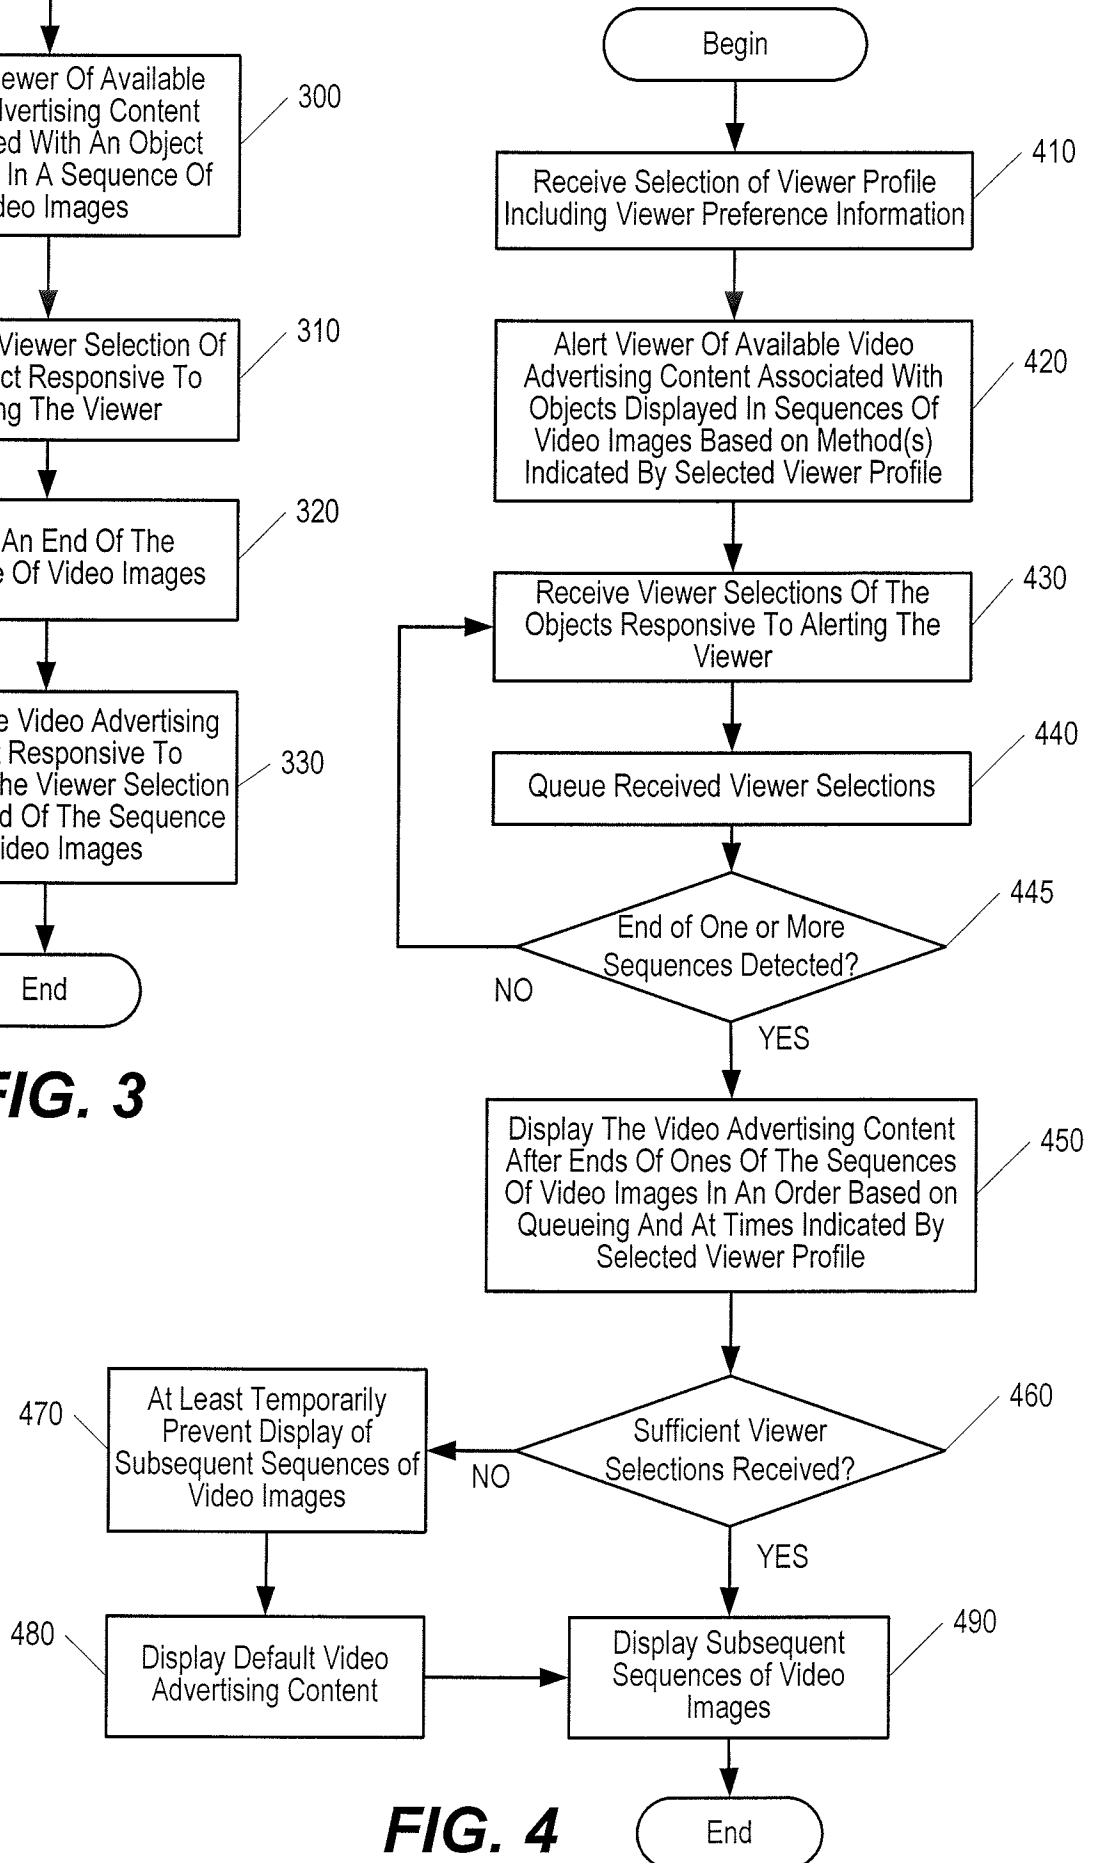 Of Available
Content
With An Object
In A Sequence Of
Images
300
Viewer Selection Of
Responsive To
The Viewer
310
An End Of The
Of Video Images
320
Video Advertising
Responsive To
Viewer Selection
Of The Sequence
Images
330
End
FIG. 3
Begin
Receive Selection of Viewer Profile
Including Viewer Preference Information
410
Alert Viewer Of Available Video
Advertising Content Associated With
Objects Displayed In Sequences Of
Video Images Based on Method(s)
Indicated By Selected Viewer Profile
420
Receive Viewer Selections Of The
Objects Responsive To Alerting The
Viewer
430
Queue Received Viewer Selections
440
End of One or More
Sequences Detected?
445
NO
YES
Display The Video Advertising Content
After Ends Of Ones Of The Sequences
Of Video Images In An Order Based on
Queueing And At Times Indicated By
Selected Viewer Profile
450
Sufficient Viewer
Selections Received?
460
NO
YES
At Least Temporarily
Prevent Display of
Subsequent Sequences of
Video Images
470
Display Default Video
Advertising Content
480
Display Subsequent
Sequences of Video
Images
490
End
FIG. 4